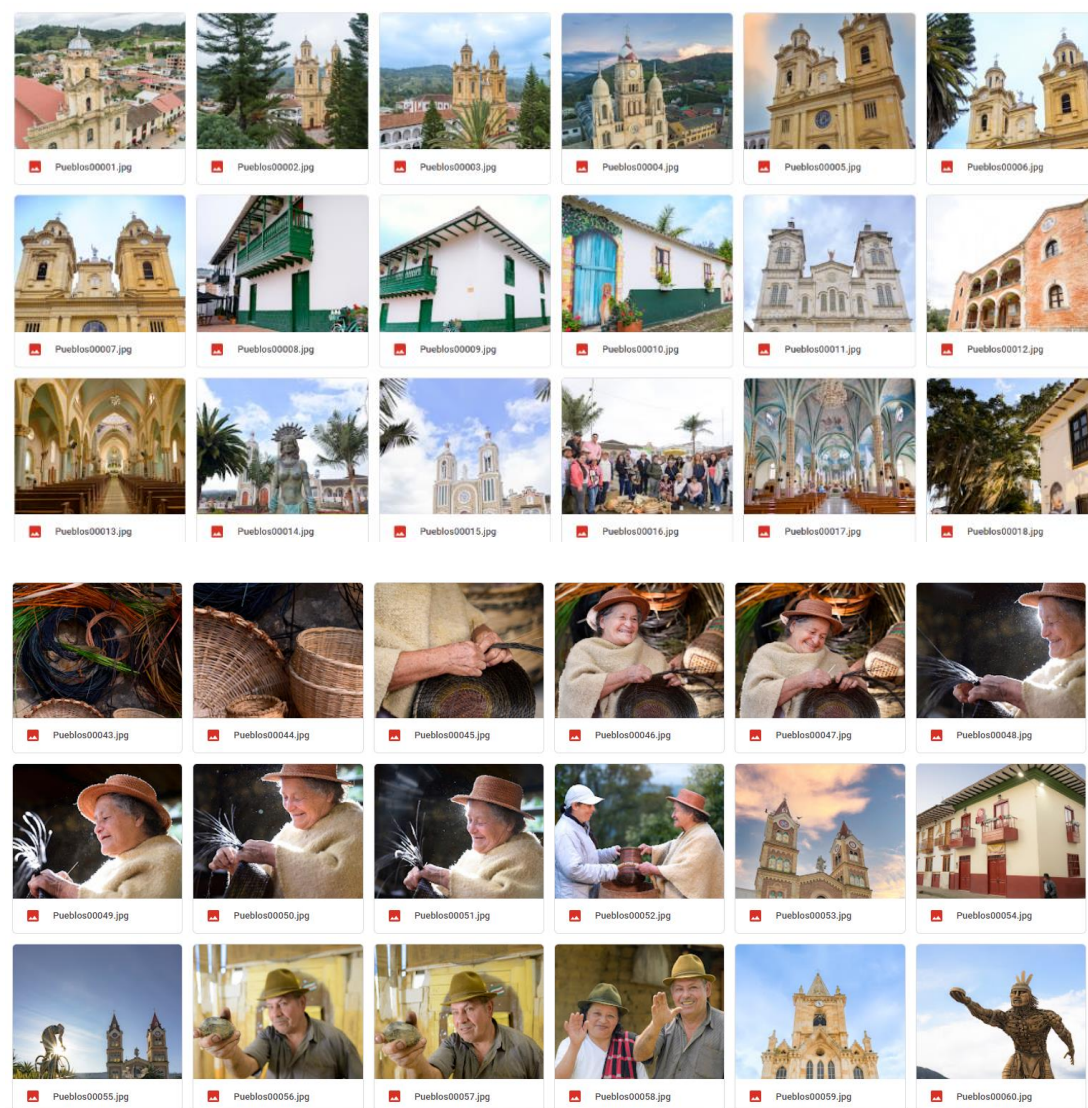 Pueblos00001.jpg
Pueblos00002.jpg
Pueblos00003.jpg
Pueblos00004.jpg
Pueblos00005.jpg
Pueblos00006.jpg
Pueblos00007.jpg
Pueblos00008.jpg
Pueblos00009.jpg
Pueblos00010.jpg
Pueblos00011.jpg
Pueblos00012.jpg
Pueblos00013.jpg
Pueblos00014.jpg
Pueblos00015.jpg
Pueblos00016.jpg
Pueblos00017.jpg
Pueblos00018.jpg
Pueblos00043.jpg
Pueblos00044.jpg
Pueblos00045.jpg
Pueblos00046.jpg
Pueblos00047.jpg
Pueblos00048.jpg
Pueblos00049.jpg
Pueblos00050.jpg
Pueblos00051.jpg
Pueblos00052.jpg
Pueblos00053.jpg
Pueblos00054.jpg
Pueblos00055.jpg
Pueblos00056.jpg
Pueblos00057.jpg
Pueblos00058.jpg
Pueblos00059.jpg
Pueblos00060.jpg